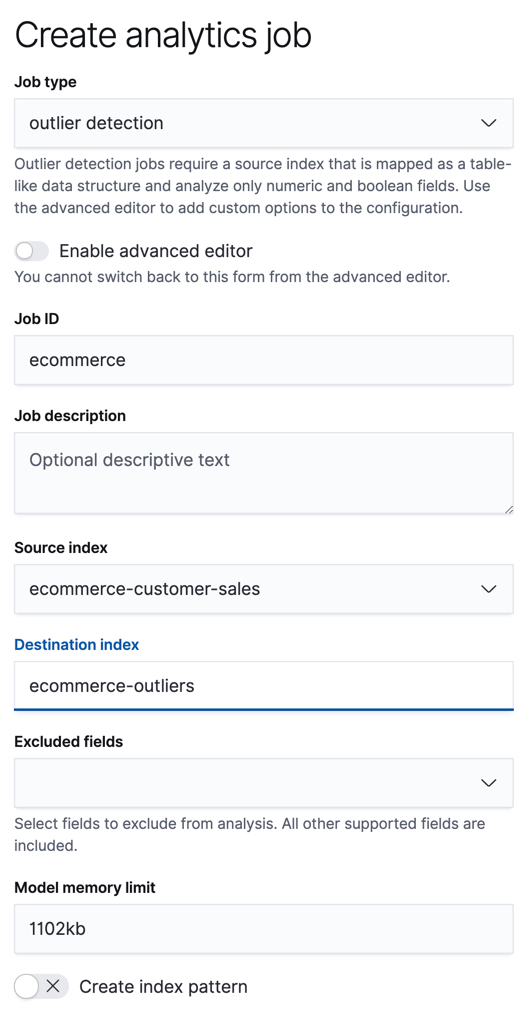 Create analytics job
Job type
outlier detection
Outlier detection jobs require a source index that is mapped as a table-
like data structure and analyze only numeric and boolean fields. Use
the advanced editor to add custom options to the configuration.
Enable advanced editor
You cannot switch back to this form from the advanced editor.
Job ID
ecommerce
Job description
Optional descriptive text
Source index
ecommerce-customer-sales
Destination index
ecommerce-outliers
Excluded fields
Select fields to exclude from analysis. All other supported fields are
included.
Model memory limit
1102kb
Create index pattern